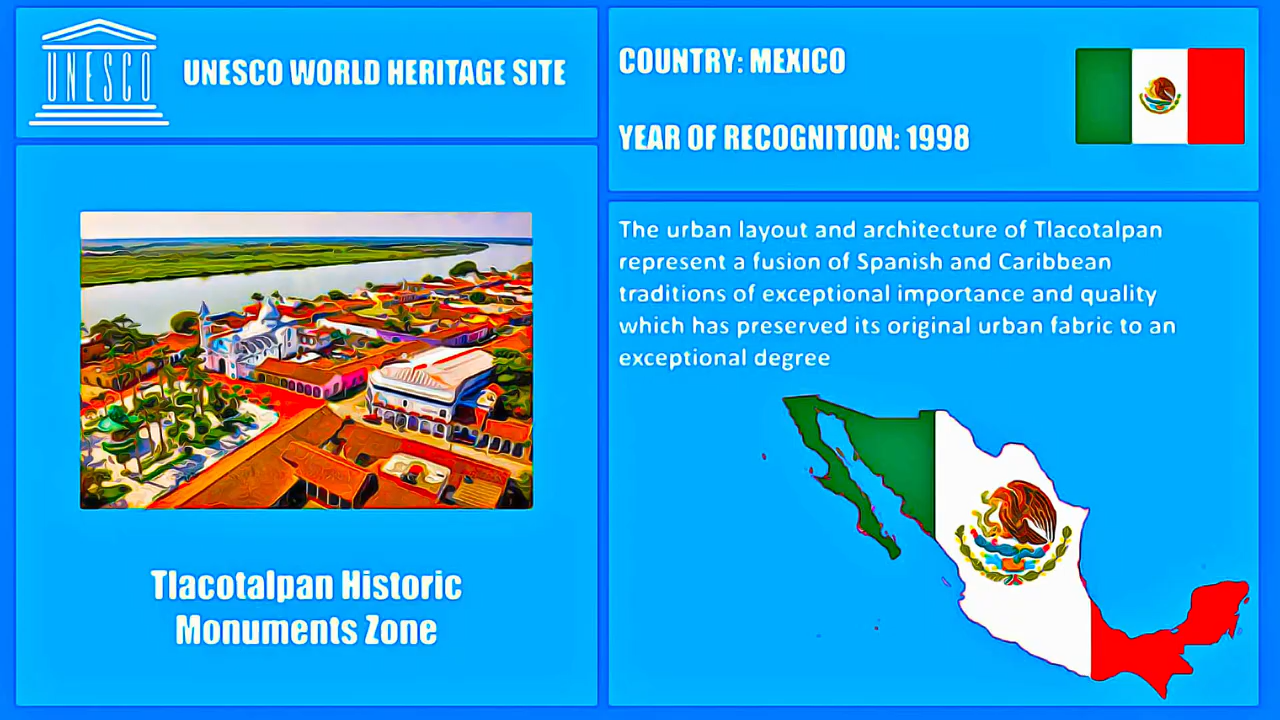 UNESCO
UNESCO WORLD HERITAGE SITE
COUNTRY: MEXICO
YEAR OF RECOGNITION: 1998
The urban layout and architecture of Tlacotalpan
represent a fusion of Spanish and Caribbean
traditions of exceptional importance and quality
which has preserved its original urban fabric to an
exceptional degree
Tlacotalpan Historic
Monuments Zone